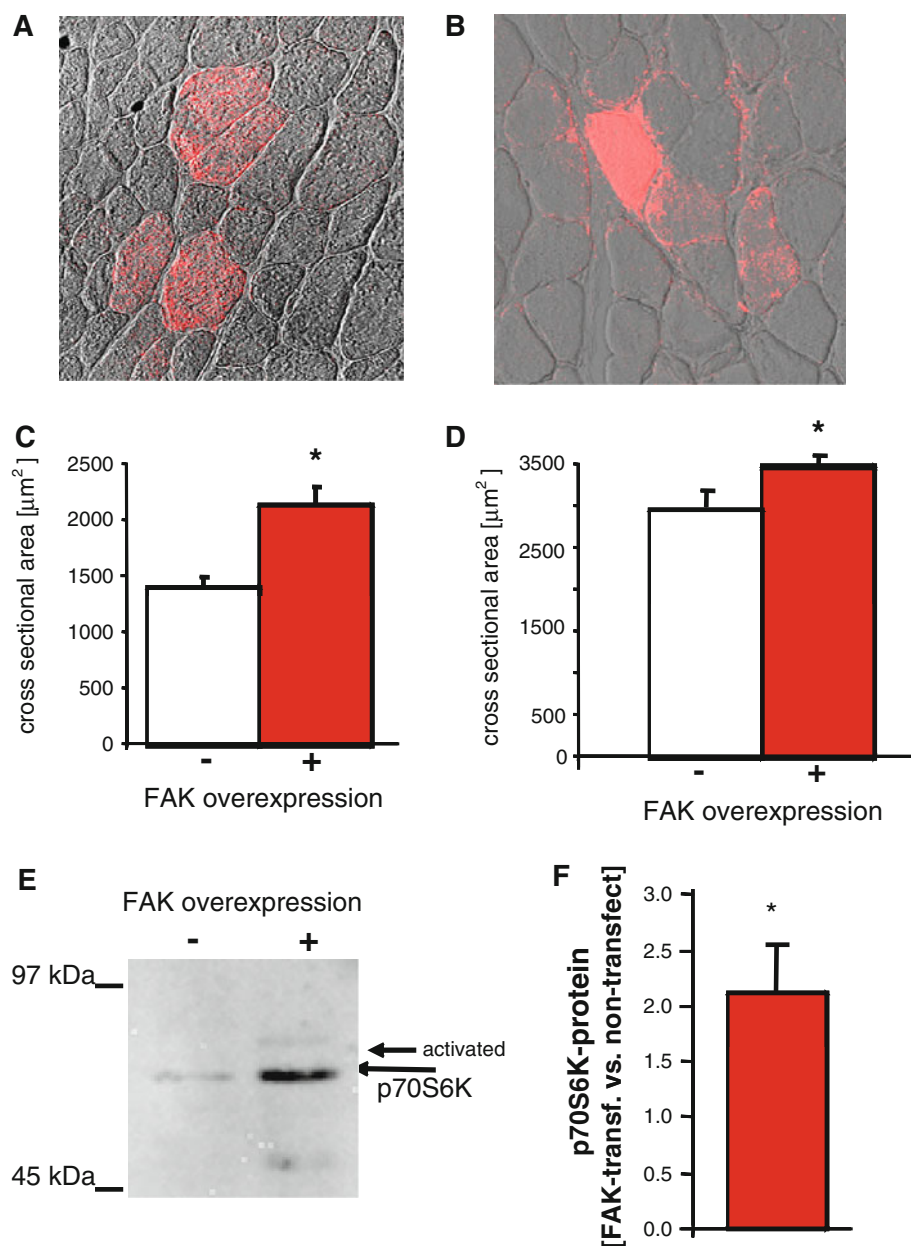 A
B
C
cross sectional area [µm²]
2500
2000
1500
1000
500
0
*
- +
FAK overexpression
D
cross sectional area [µm²]
3500
2500
1500
500
0
*
- +
FAK overexpression
E
FAK overexpression
- +
97 kDa
activated
p70S6K
45 kDa
F
p70S6K-protein
[FAK-transf. vs. non-transfect]
3.0
2.5
2.0
1.5
1.0
0.5
0.0
*